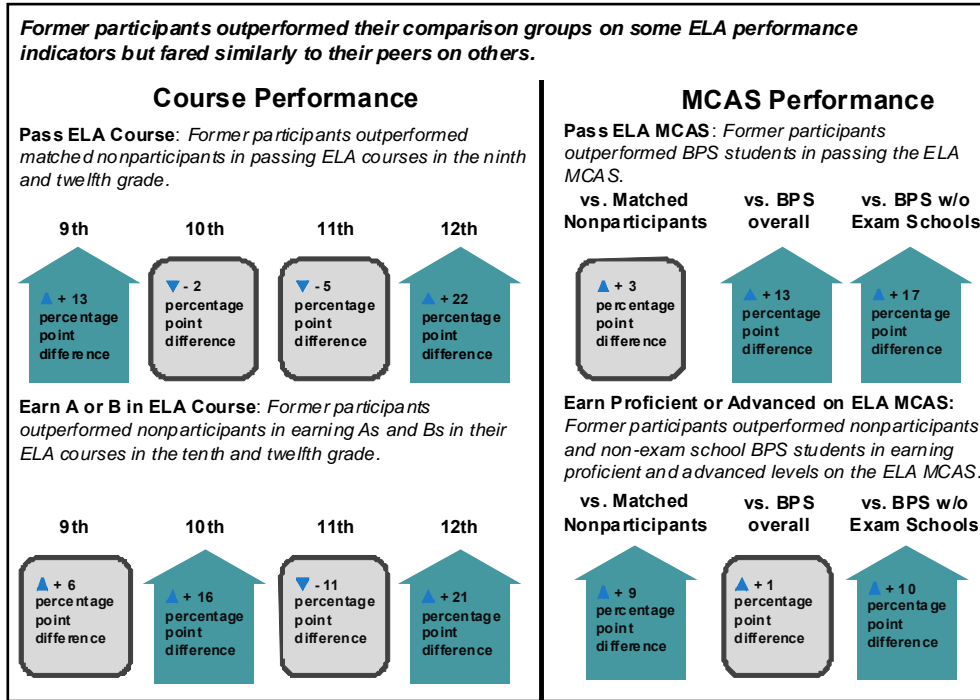 Former participants outperformed their comparison groups on some ELA performance
indicators but fared similarly to their peers on others.
Course Performance
Pass ELA Course: Former participants outperformed
matched nonparticipants in passing ELA courses in the ninth
and twelfth grade.
9th 10th 11th 12th
▲ + 13
percentage
point
difference
▼ - 2
percentage
point
difference
▼ - 5
percentage
point
difference
▲ + 22
percentage
point
difference
Earn A or B in ELA Course: Former participants
outperformed nonparticipants in earning As and Bs in their
ELA courses in the tenth and twelfth grade.
9th 10th 11th 12th
▲ + 6
percentage
point
difference
▲ + 16
percentage
point
difference
▼ -11
percentage
point
difference
▲ +21
percentage
point
difference
MCAS Performance
Pass ELA MCAS: Former participants
outperformed BPS students in passing the ELA
MCAS.
vs. Matched
Nonparticipants
vs. BPS
overall
vs. BPS w/o
Exam Schools
▲ + 3
percentage
point
difference
▲ + 13
percentage
point
difference
▲ + 17
percentage
point
difference
Earn Proficient or Advanced on ELA MCAS:
Former participants outperformed nonparticipants
and non-exam school BPS students in earning
proficient and advanced levels on the ELA MCAS.
vs. Matched
Nonparticipants
vs. BPS
overall
vs. BPS w/o
Exam Schools
▲ + 9
percentage
point
difference
▲ + 1
percentage
point
difference
▲ + 10
percentage
point
difference